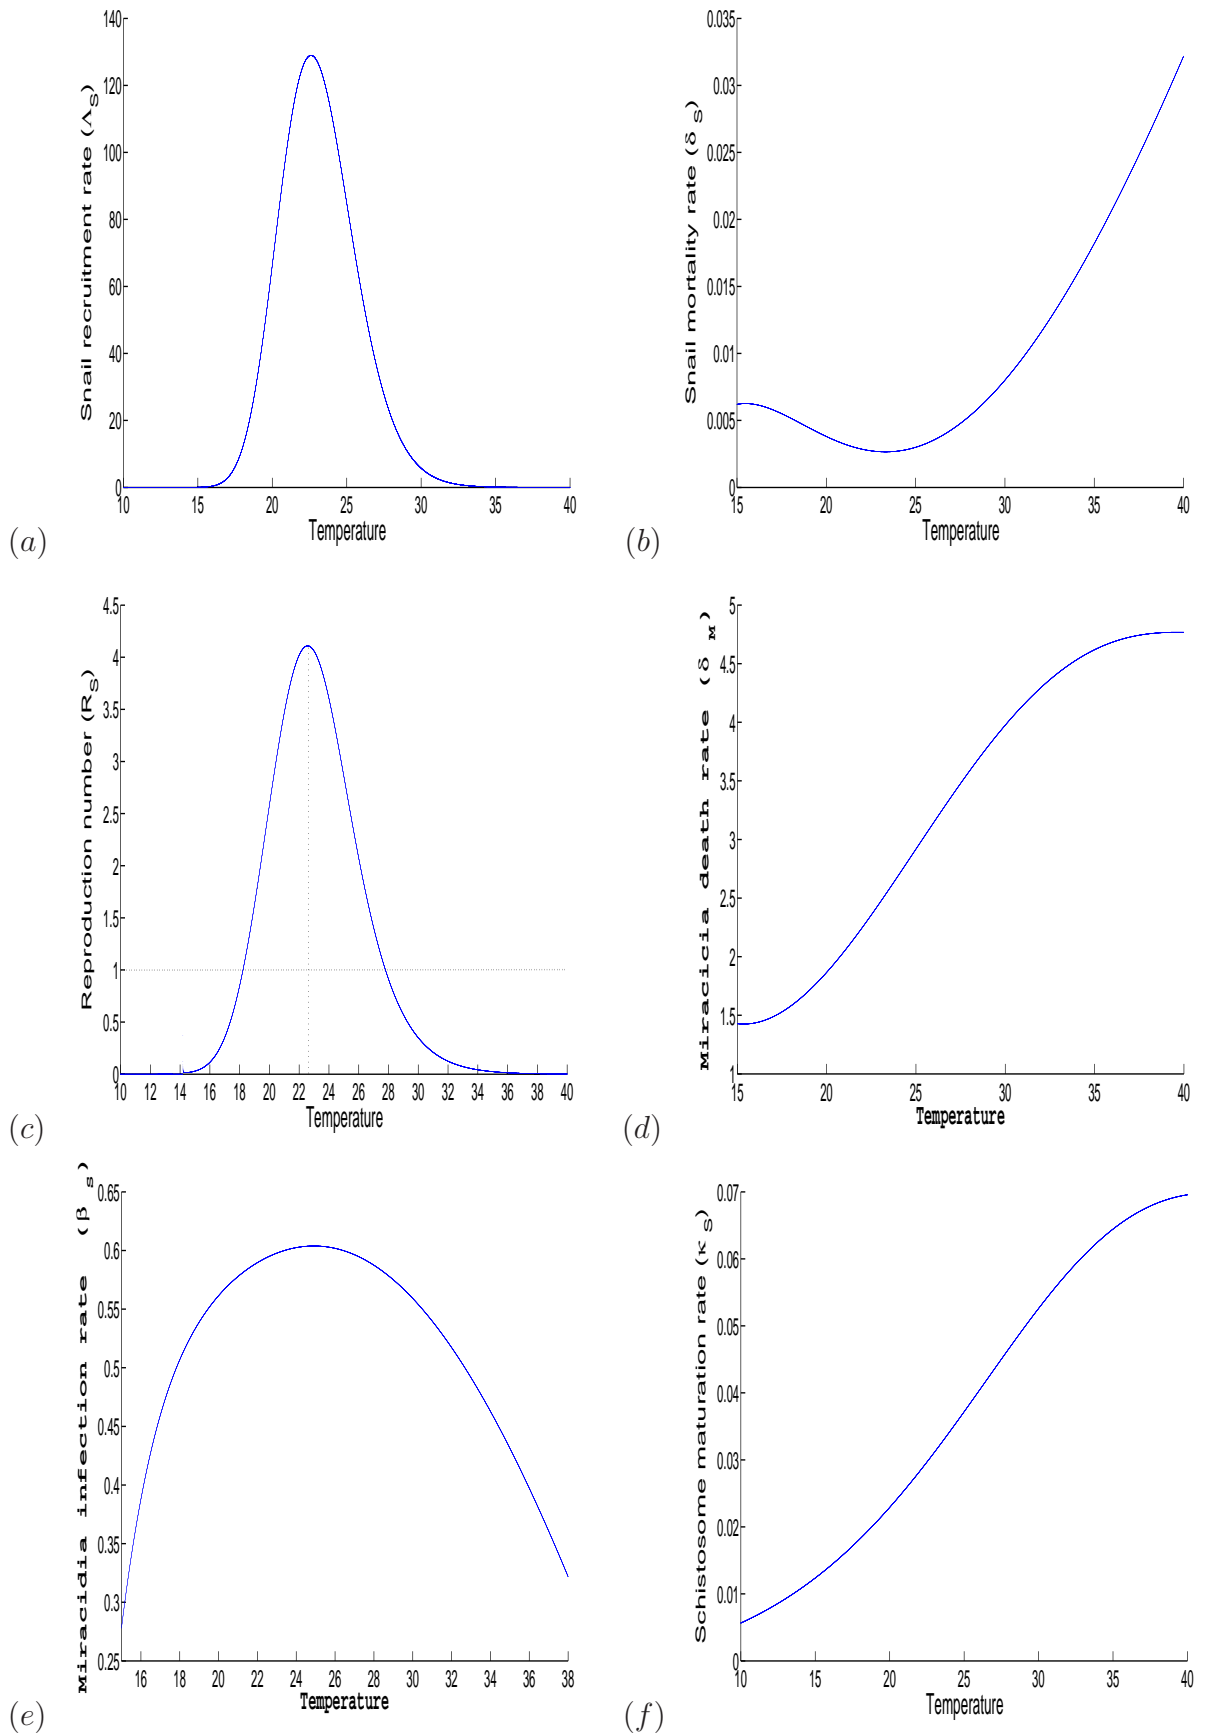 140
120
100
80
60
40
20
0
10 15 20 25 30 35 40
Temperature
Snail recruitment rate (Λ_S)
(a)
0.035
0.03
0.025
0.02
0.015
0.01
0.005
0
15 20 25 30 35 40
Temperature
Snail mortality rate (δ_S)
(b)
4.5
4
3.5
3
2.5
2
1.5
1
0.5
0
10 12 14 16 18 20 22 24 26 28 30 32 34 36 38 40
Temperature
Reproduction number (R_S)
(c)
5
4.5
4
3.5
3
2.5
2
1.5
1
15 20 25 30 35 40
Temperature
Miracicia death rate (δ_M)
(d)
0.65
0.6
0.55
0.5
0.45
0.4
0.35
0.3
0.25
16 18 20 22 24 26 28 30 32 34 36 38
Temperature
Miracidia infection rate (β_s)
(e)
0.07
0.06
0.05
0.04
0.03
0.02
0.01
0
10 15 20 25 30 35 40
Temperature
Schistosome maturation rate (κ_S)
(f)